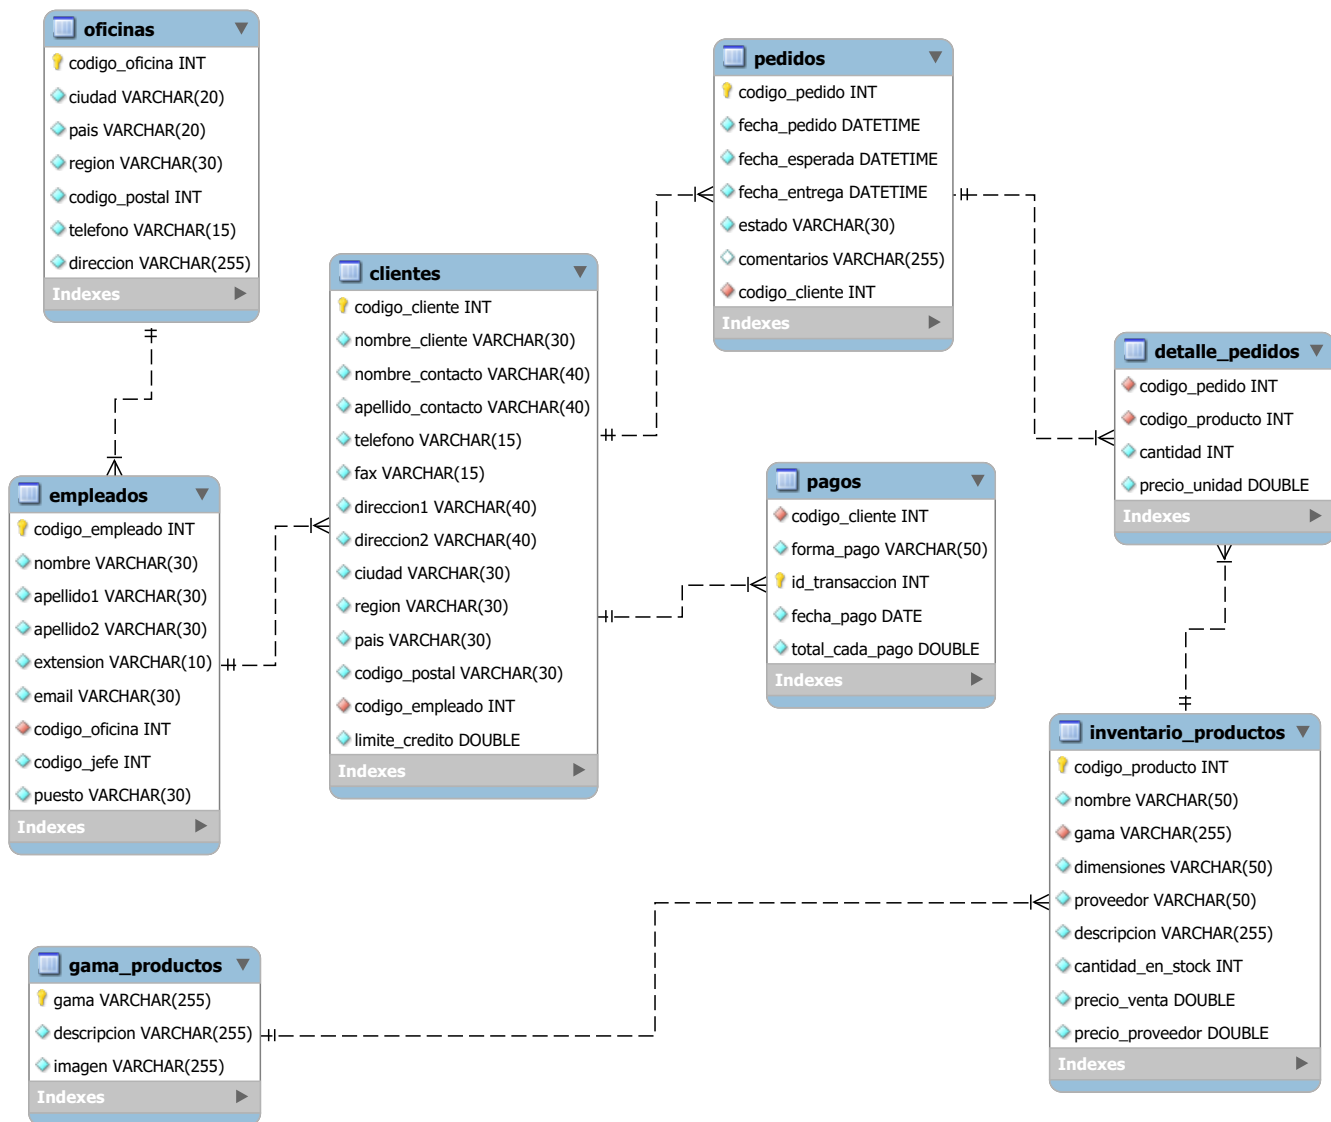 oficinas
codigo_oficina INT
ciudad VARCHAR(20)
pais VARCHAR(20)
region VARCHAR(30)
codigo_postal INT
telefono VARCHAR(15)
direccion VARCHAR(255)
Indexes
empleados
codigo_empleado INT
nombre VARCHAR(30)
apellido1 VARCHAR(30)
apellido2 VARCHAR(30)
extension VARCHAR(10)
email VARCHAR(30)
codigo_oficina INT
codigo_jefe INT
puesto VARCHAR(30)
Indexes
gama_productos
gama VARCHAR(255)
descripcion VARCHAR(255)
imagen VARCHAR(255)
Indexes
clientes
codigo_cliente INT
nombre_cliente VARCHAR(30)
nombre_contacto VARCHAR(40)
apellido_contacto VARCHAR(40)
telefono VARCHAR(15)
fax VARCHAR(15)
direccion1 VARCHAR(40)
direccion2 VARCHAR(40)
ciudad VARCHAR(30)
region VARCHAR(30)
pais VARCHAR(30)
codigo_postal VARCHAR(30)
codigo_empleado INT
limite_credito DOUBLE
Indexes
pedidos
codigo_pedido INT
fecha_pedido DATETIME
fecha_esperada DATETIME
fecha_entrega DATETIME
estado VARCHAR(30)
comentarios VARCHAR(255)
codigo_cliente INT
Indexes
pagos
codigo_cliente INT
forma_pago VARCHAR(50)
id_transaccion INT
fecha_pago DATE
total_cada_pago DOUBLE
Indexes
detalle_pedidos
codigo_pedido INT
codigo_producto INT
cantidad INT
precio_unidad DOUBLE
Indexes
inventario_productos
codigo_producto INT
nombre VARCHAR(50)
gama VARCHAR(255)
dimensiones VARCHAR(50)
proveedor VARCHAR(50)
descripcion VARCHAR(255)
cantidad_en_stock INT
precio_venta DOUBLE
precio_proveedor DOUBLE
Indexes